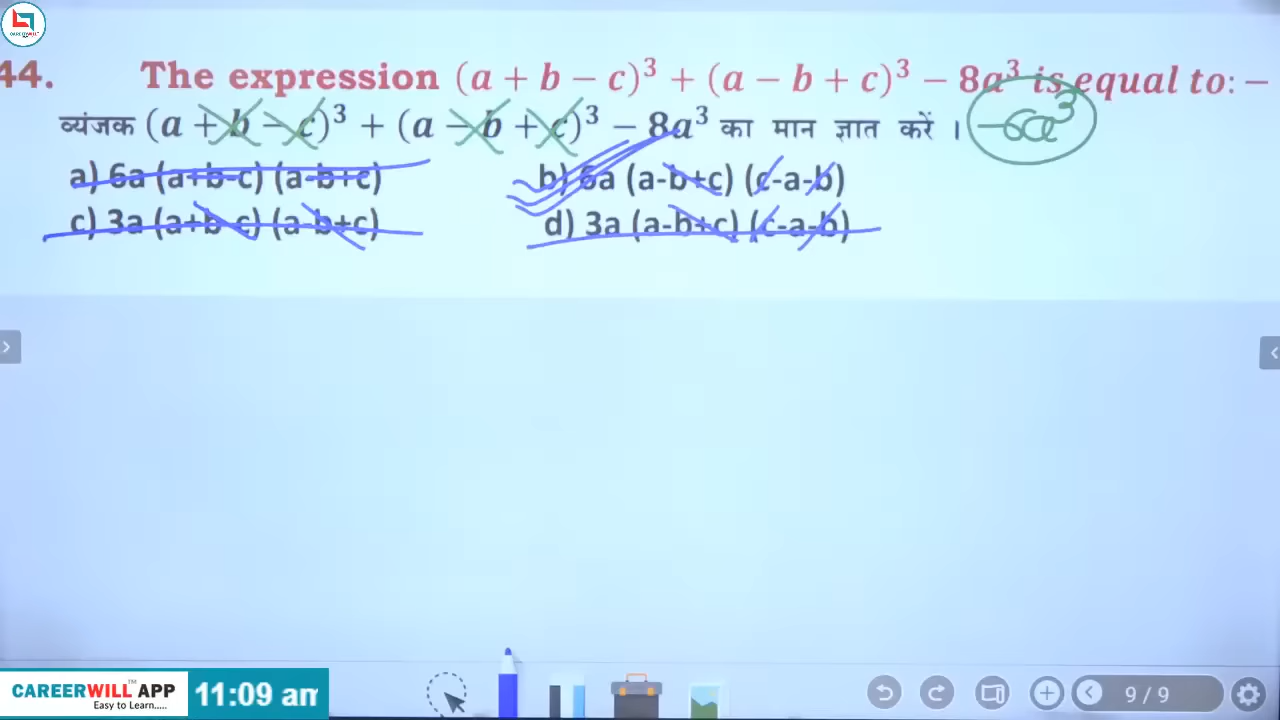 CAREERWILL
44. The expression (a + b − c)³ + (a − b + c)³ − 8a³ is equal to: −
व्यंजक (a + b − c)³ + (a − b + c)³ − 8a³ का मान ज्ञात करें ।
−6a³
a) 6a (a+b-c) (a-b+c) b) 6a (a-b+c) (c-a-b)
c) 3a (a+b-c) (a-b+c) d) 3a (a-b+c) (c-a-b)
CAREERWILL™ APP
Easy to Learn.....
11:09 am
9 / 9